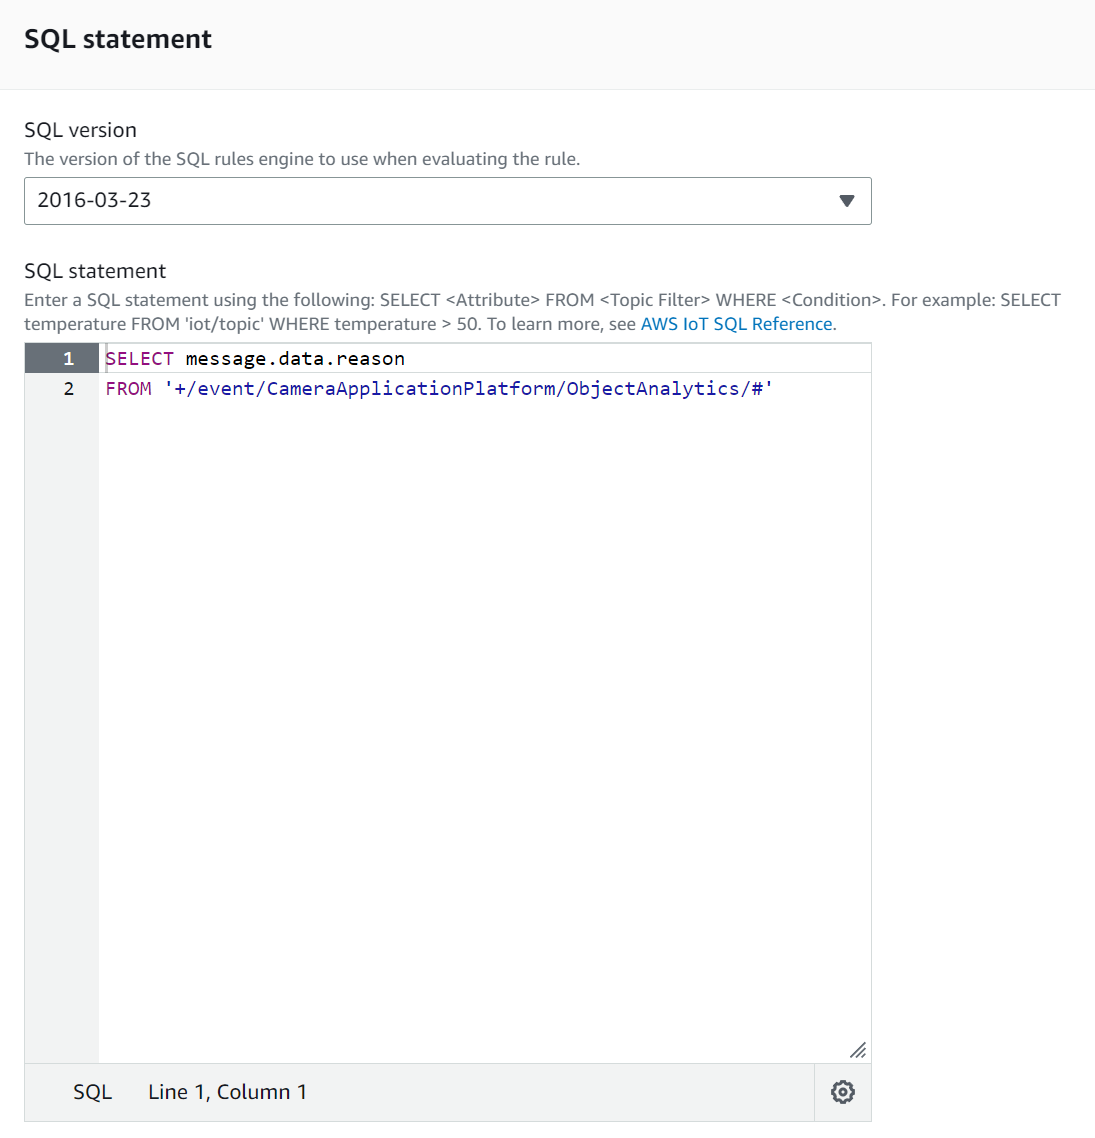 SQL statement
SQL version
The version of the SQL rules engine to use when evaluating the rule.
2016-03-23
SQL statement
Enter a SQL statement using the following: SELECT <Attribute> FROM <Topic Filter> WHERE <Condition>. For example: SELECT
temperature FROM 'iot/topic' WHERE temperature > 50. To learn more, see AWS IoT SQL Reference.
1 SELECT message.data.reason
2 FROM '+/event/CameraApplicationPlatform/ObjectAnalytics/#'
SQL Line 1, Column 1